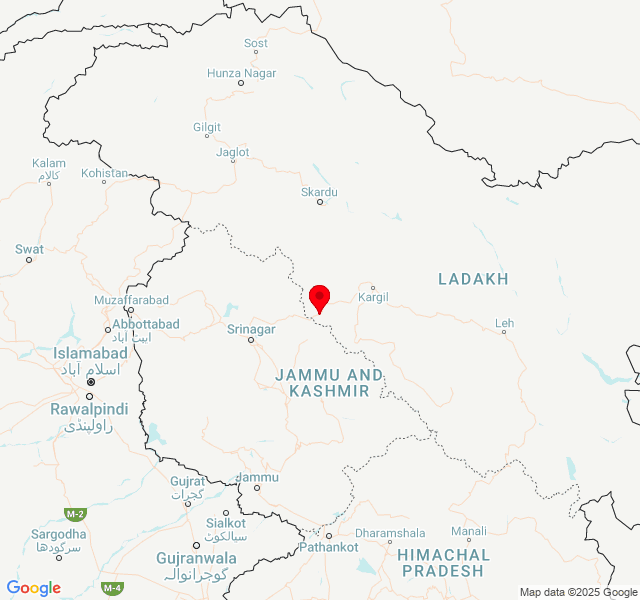 Sost
Hunza Nagar
Gilgit
Jaglot
Kalam
کالام
Kohistan
Skardu
Swat
LADAKH
Kargil
Muzaffarabad
Abbottabad
ایبٹ آباد
Srinagar
Leh
Islamabad
اسلام آباد
JAMMU AND
KASHMIR
Rawalpindi
راولپنڈی
Jammu
Gujrat
گجرات
M-2
Sialkot
سیالکوٹ
Sargodha
سرگودھا
Pathankot
Dharamshala
Manali
Gujranwala
گوجرانوالہ
HIMACHAL
PRADESH
M-4
Google
Map data ©2025 Google